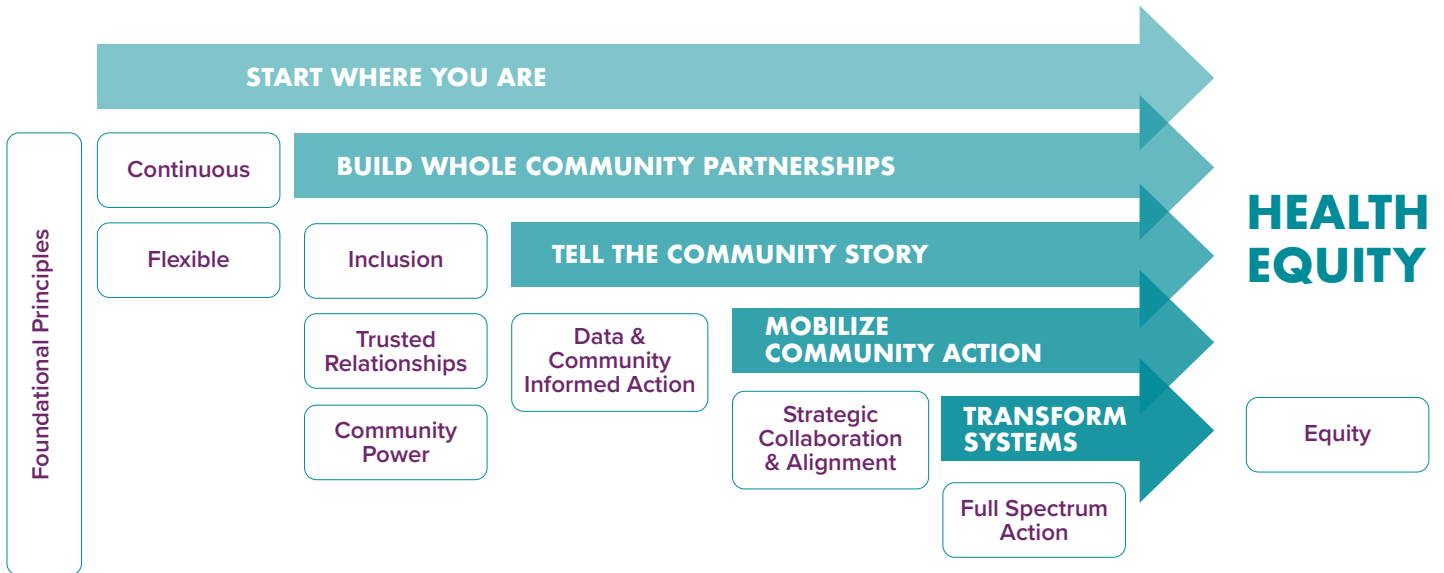 START WHERE YOU ARE
Foundational Principles
Continuous
BUILD WHOLE COMMUNITY PARTNERSHIPS
HEALTH
EQUITY
Flexible
Inclusion
TELL THE COMMUNITY STORY
Trusted
Relationships
Data &
Community
Informed Action
MOBILIZE
COMMUNITY ACTION
Community
Power
Strategic
Collaboration
& Alignment
TRANSFORM
SYSTEMS
Equity
Full Spectrum
Action